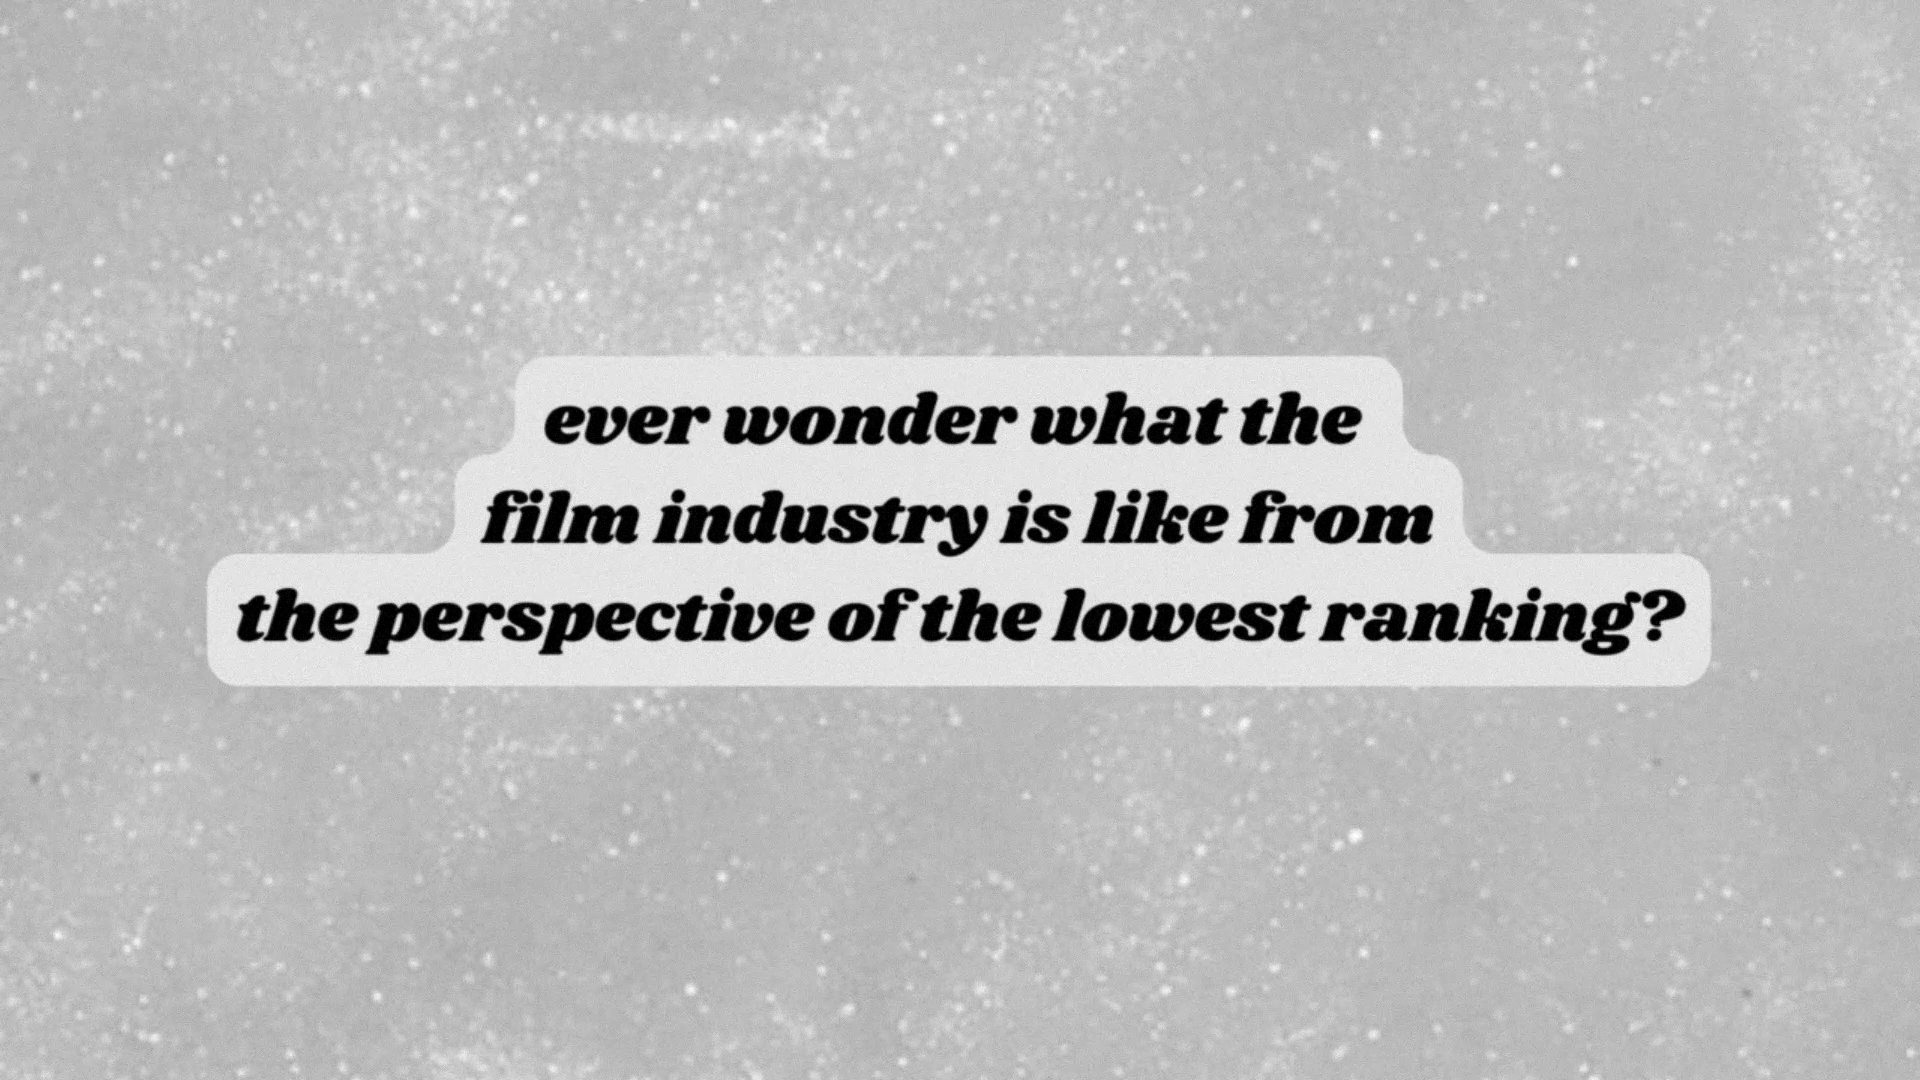 ever wonder what the
film industry is like from
the perspective of the lowest ranking?